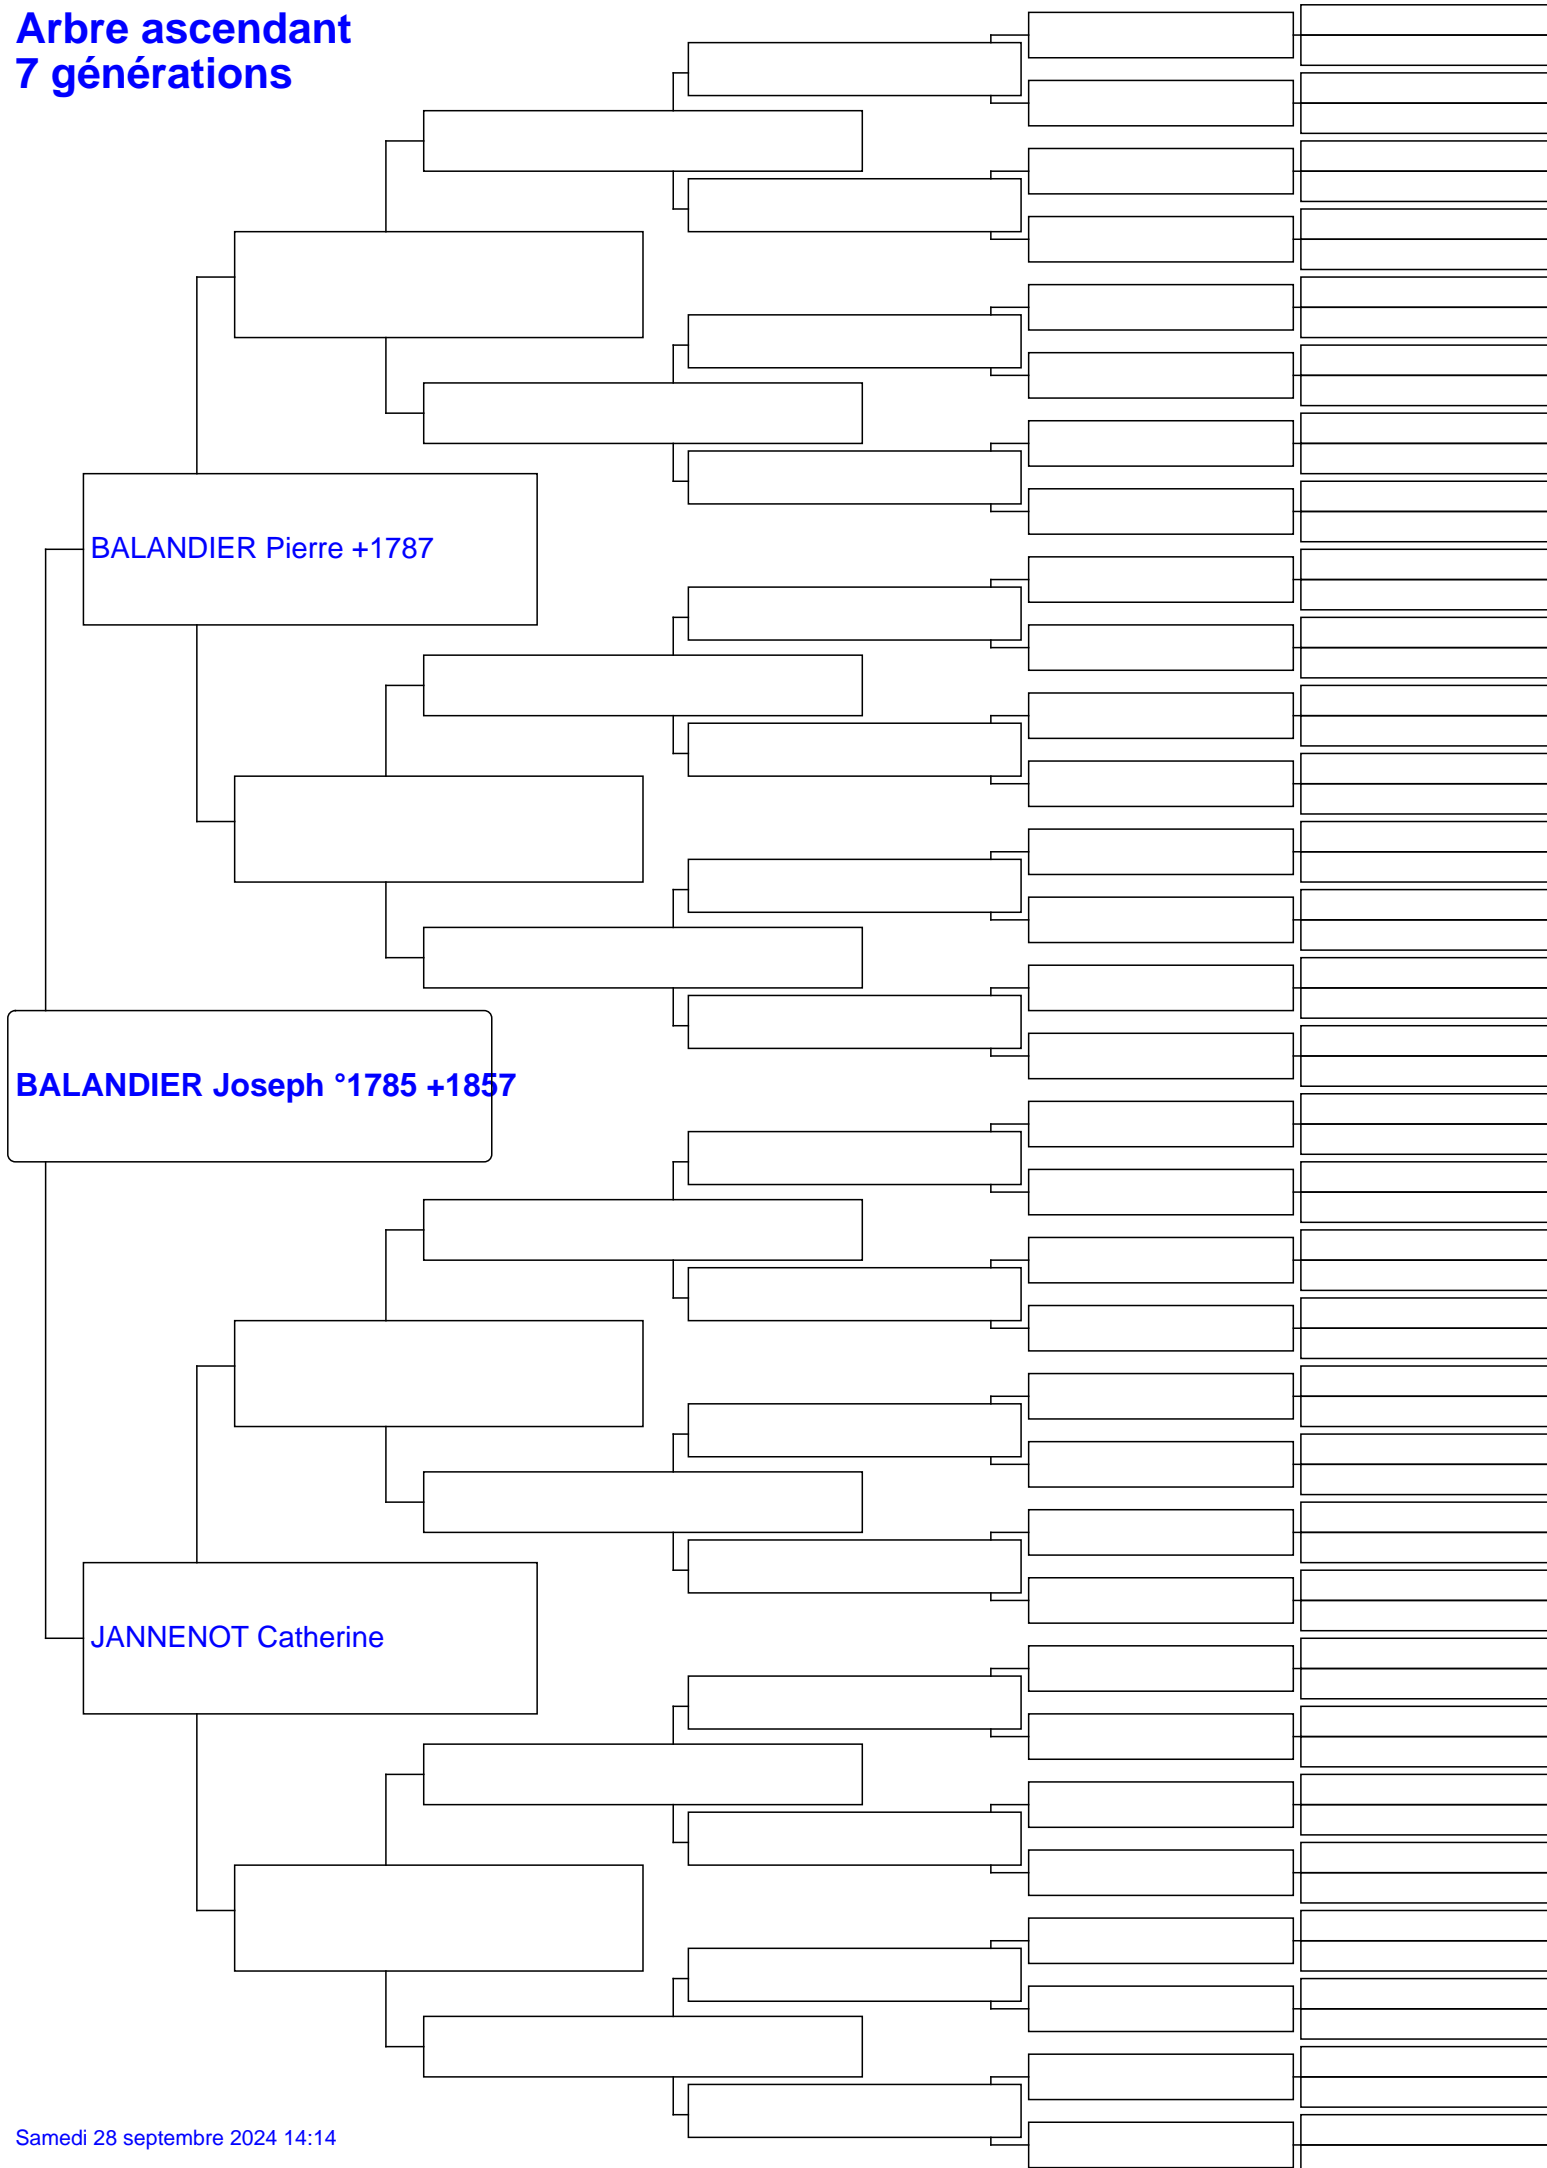 Arbre ascendant
7 générations
BALANDIER Pierre +1787
BALANDIER Joseph °1785 +1857
JANNENOT Catherine
Samedi 28 septembre 2024 14:14